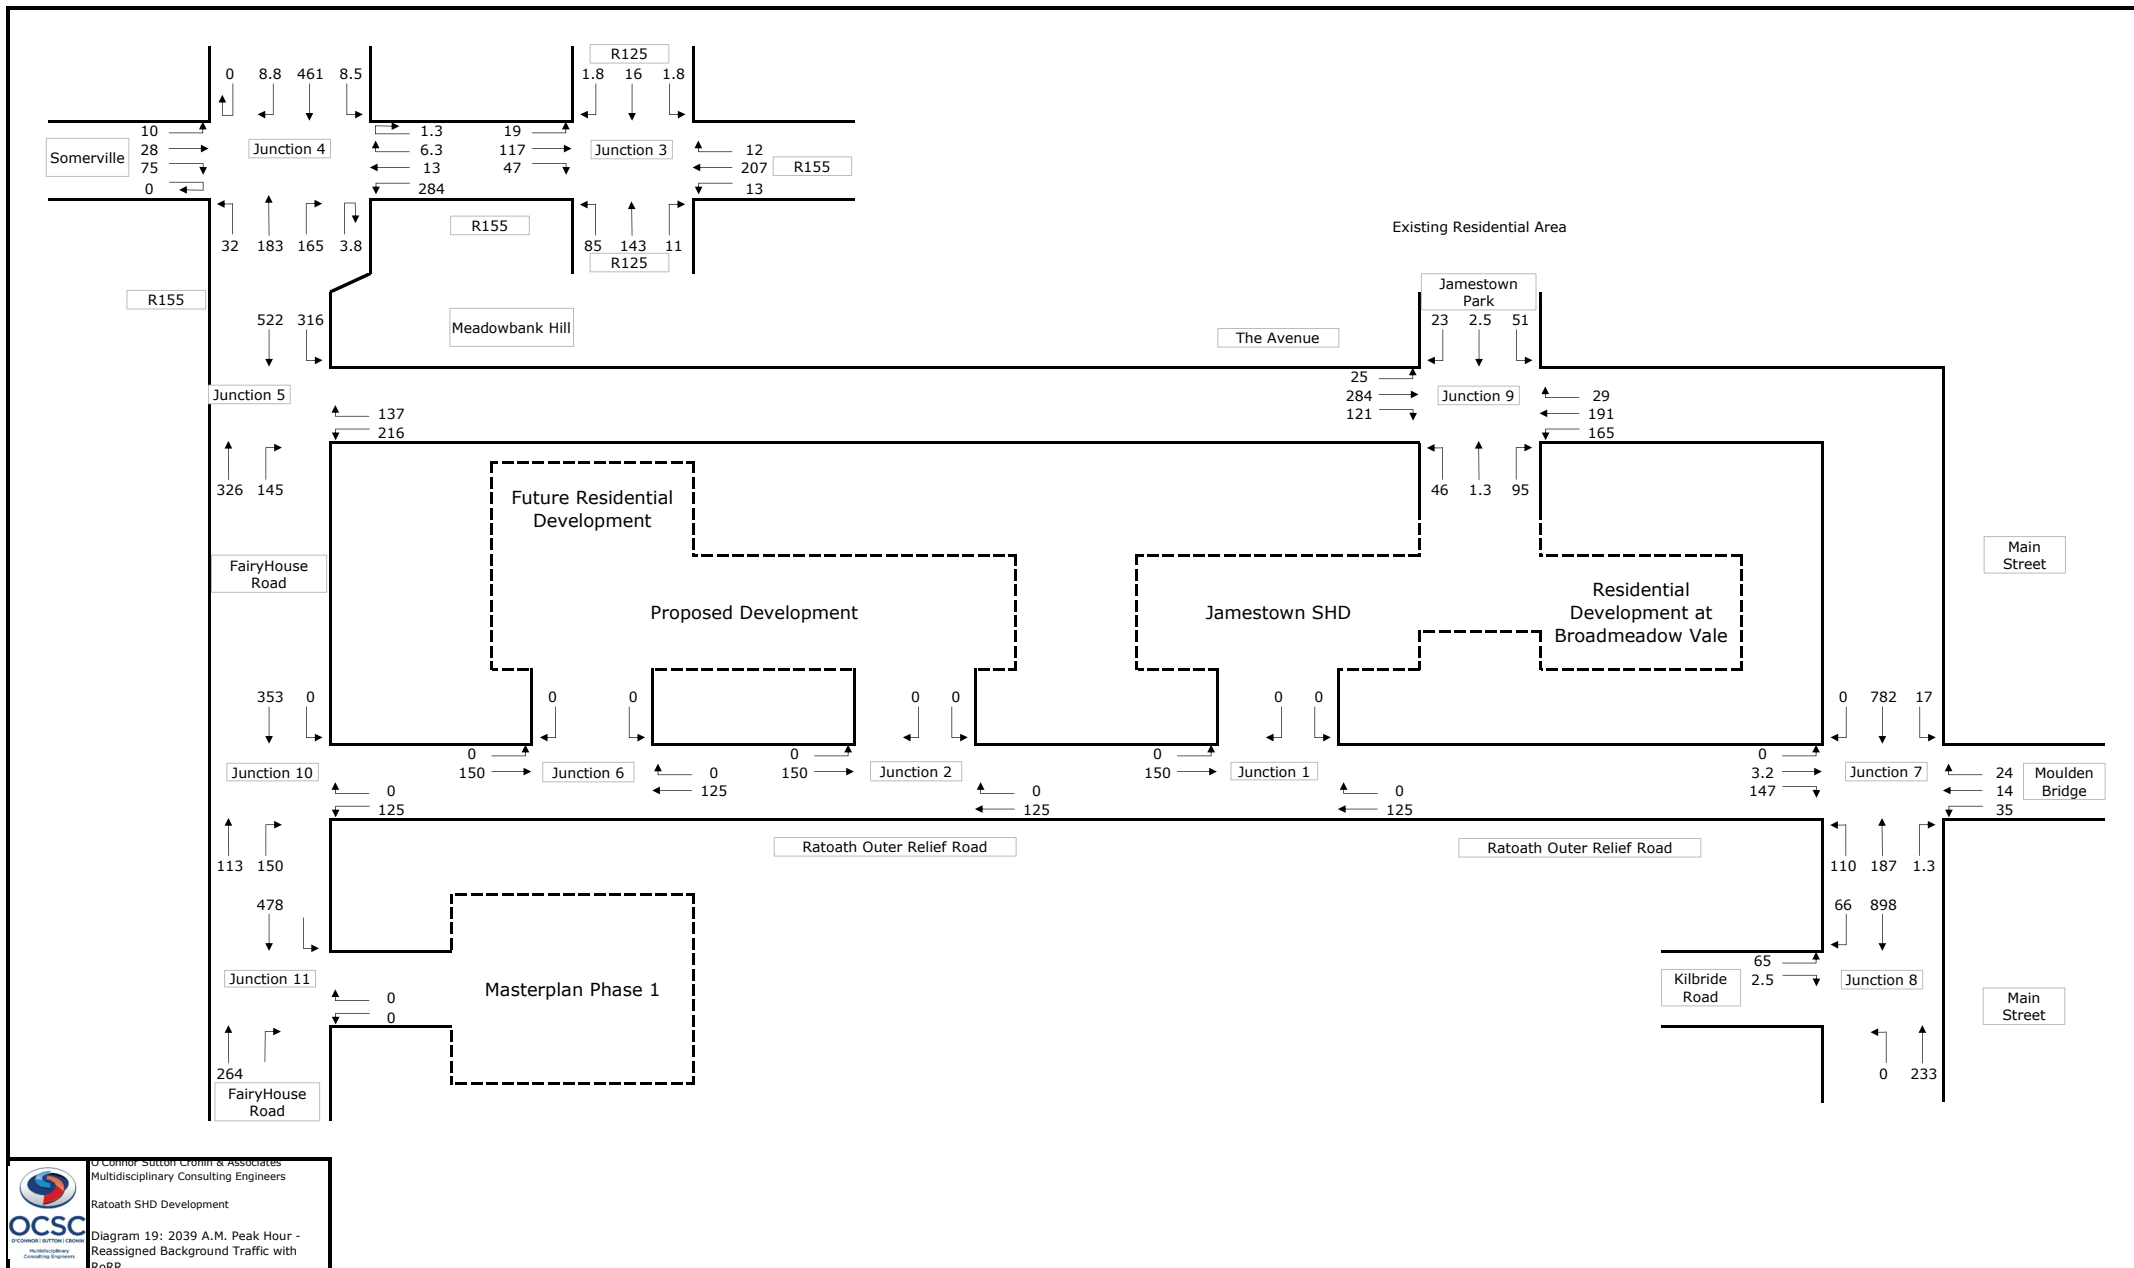 R125
0 8.8 461 8.5
1.8 16 1.8
Somerville
10
28
75
0
Junction 4
1.3
6.3
13
284
19
117
47
Junction 3
12
207
13
R155
32 183 165 3.8
R155
85 143 11
R125
Existing Residential Area
R155
522 316
Meadowbank Hill
The Avenue
Jamestown
Park
23 2.5 51
Junction 5
137
216
25
284
121
Junction 9
29
191
165
326 145
46 1.3 95
Future Residential
Development
FairyHouse
Road
Proposed Development
Jamestown SHD
Residential
Development at
Broadmeadow Vale
Main
Street
353 0
0 0
0 0
0 0
0 782 17
Junction 10
0
125
0
150
Junction 6
0
125
0
150
Junction 2
0
125
0
150
Junction 1
0
125
0
3.2
147
Junction 7
24
14
35
Moulden
Bridge
113 150
Ratoath Outer Relief Road
Ratoath Outer Relief Road
110 187 1.3
478
66 898
Junction 11
0
0
Masterplan Phase 1
Kilbride
Road
65
2.5
Junction 8
Main
Street
264
0 233
FairyHouse
Road
O'Connor Sutton Cronin & Associates
Multidisciplinary Consulting Engineers
Ratoath SHD Development
Diagram 19: 2039 A.M. Peak Hour -
Reassigned Background Traffic with
RoRR
OCSC
O'CONNOR | SUTTON | CRONIN
Multidisciplinary
Consulting Engineers